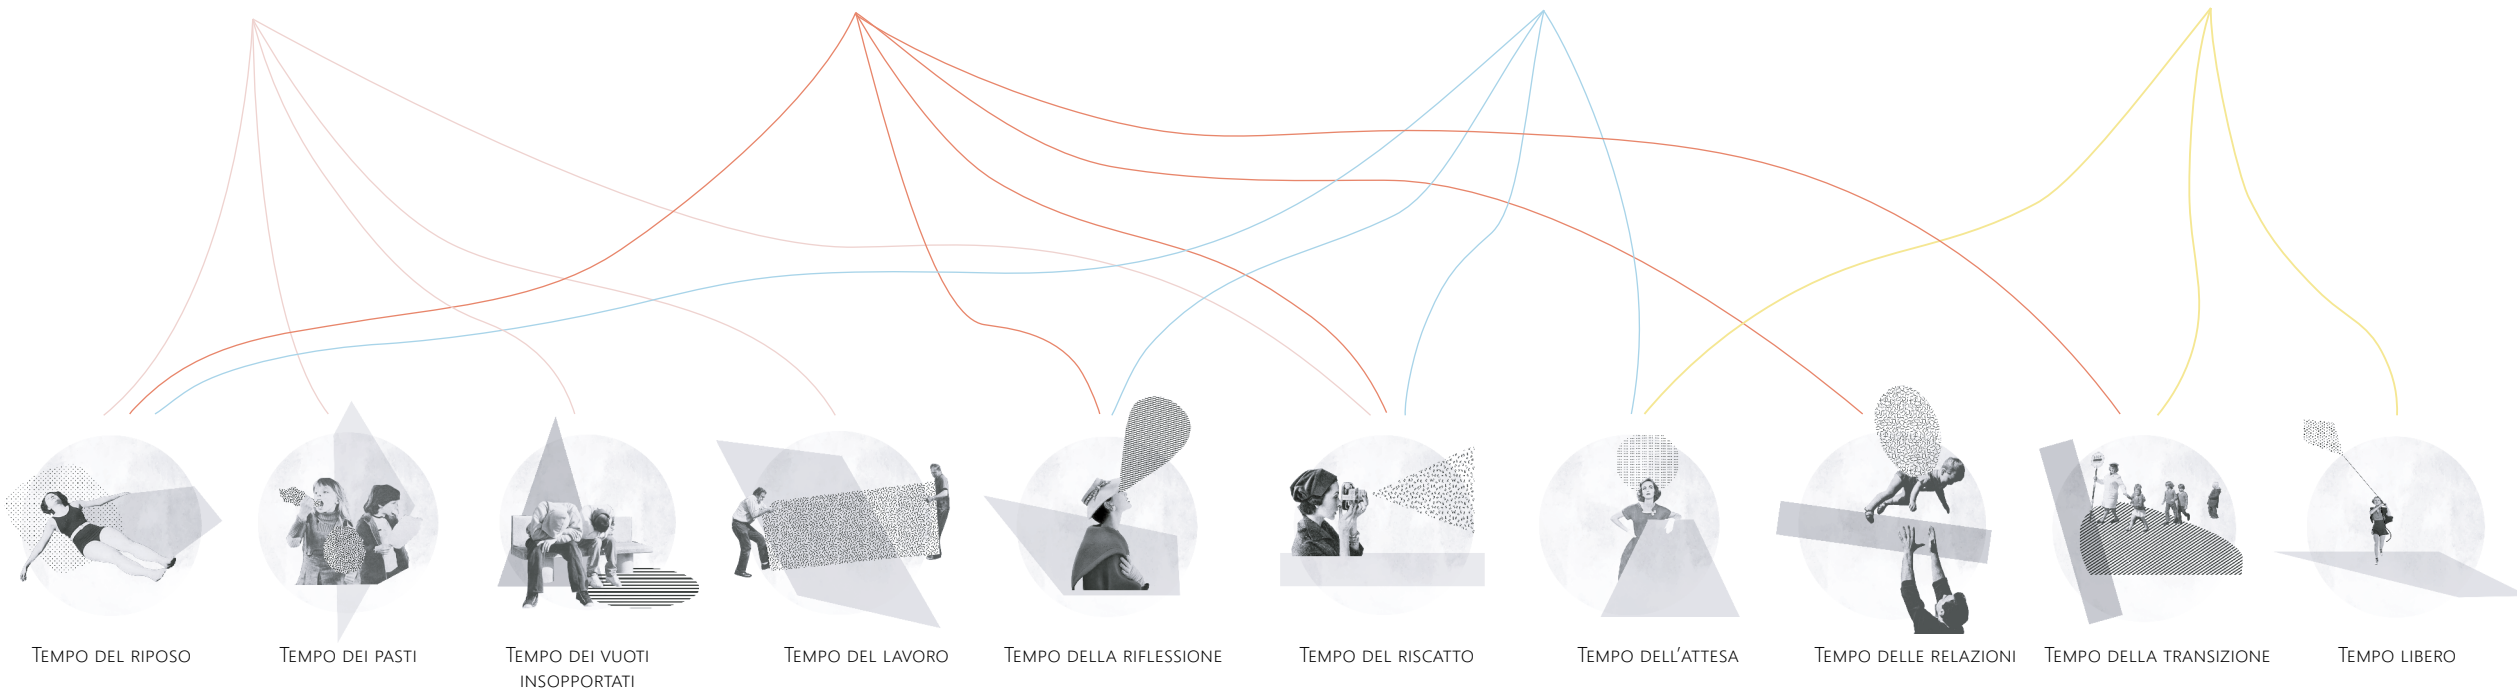 Tempo del riposo
Tempo dei pasti
Tempo dei vuoti
insopportati
Tempo del lavoro
Tempo della riflessione
Tempo del riscatto
Tempo dell'attesa
Tempo delle relazioni
Tempo della transizione
Tempo libero